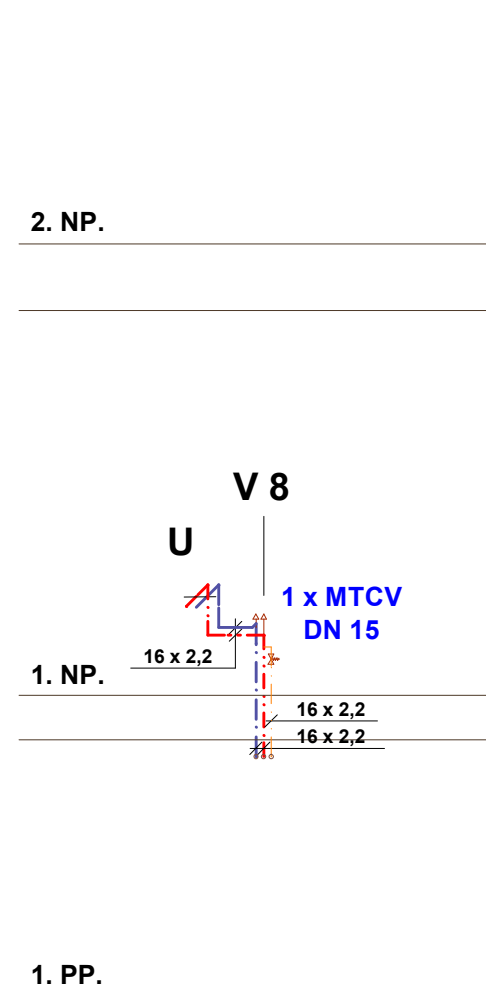 2. NP.
V 8
U
1 x MTCV
DN 15
16 x 2,2
1. NP.
16 x 2,2
16 x 2,2
1. PP.